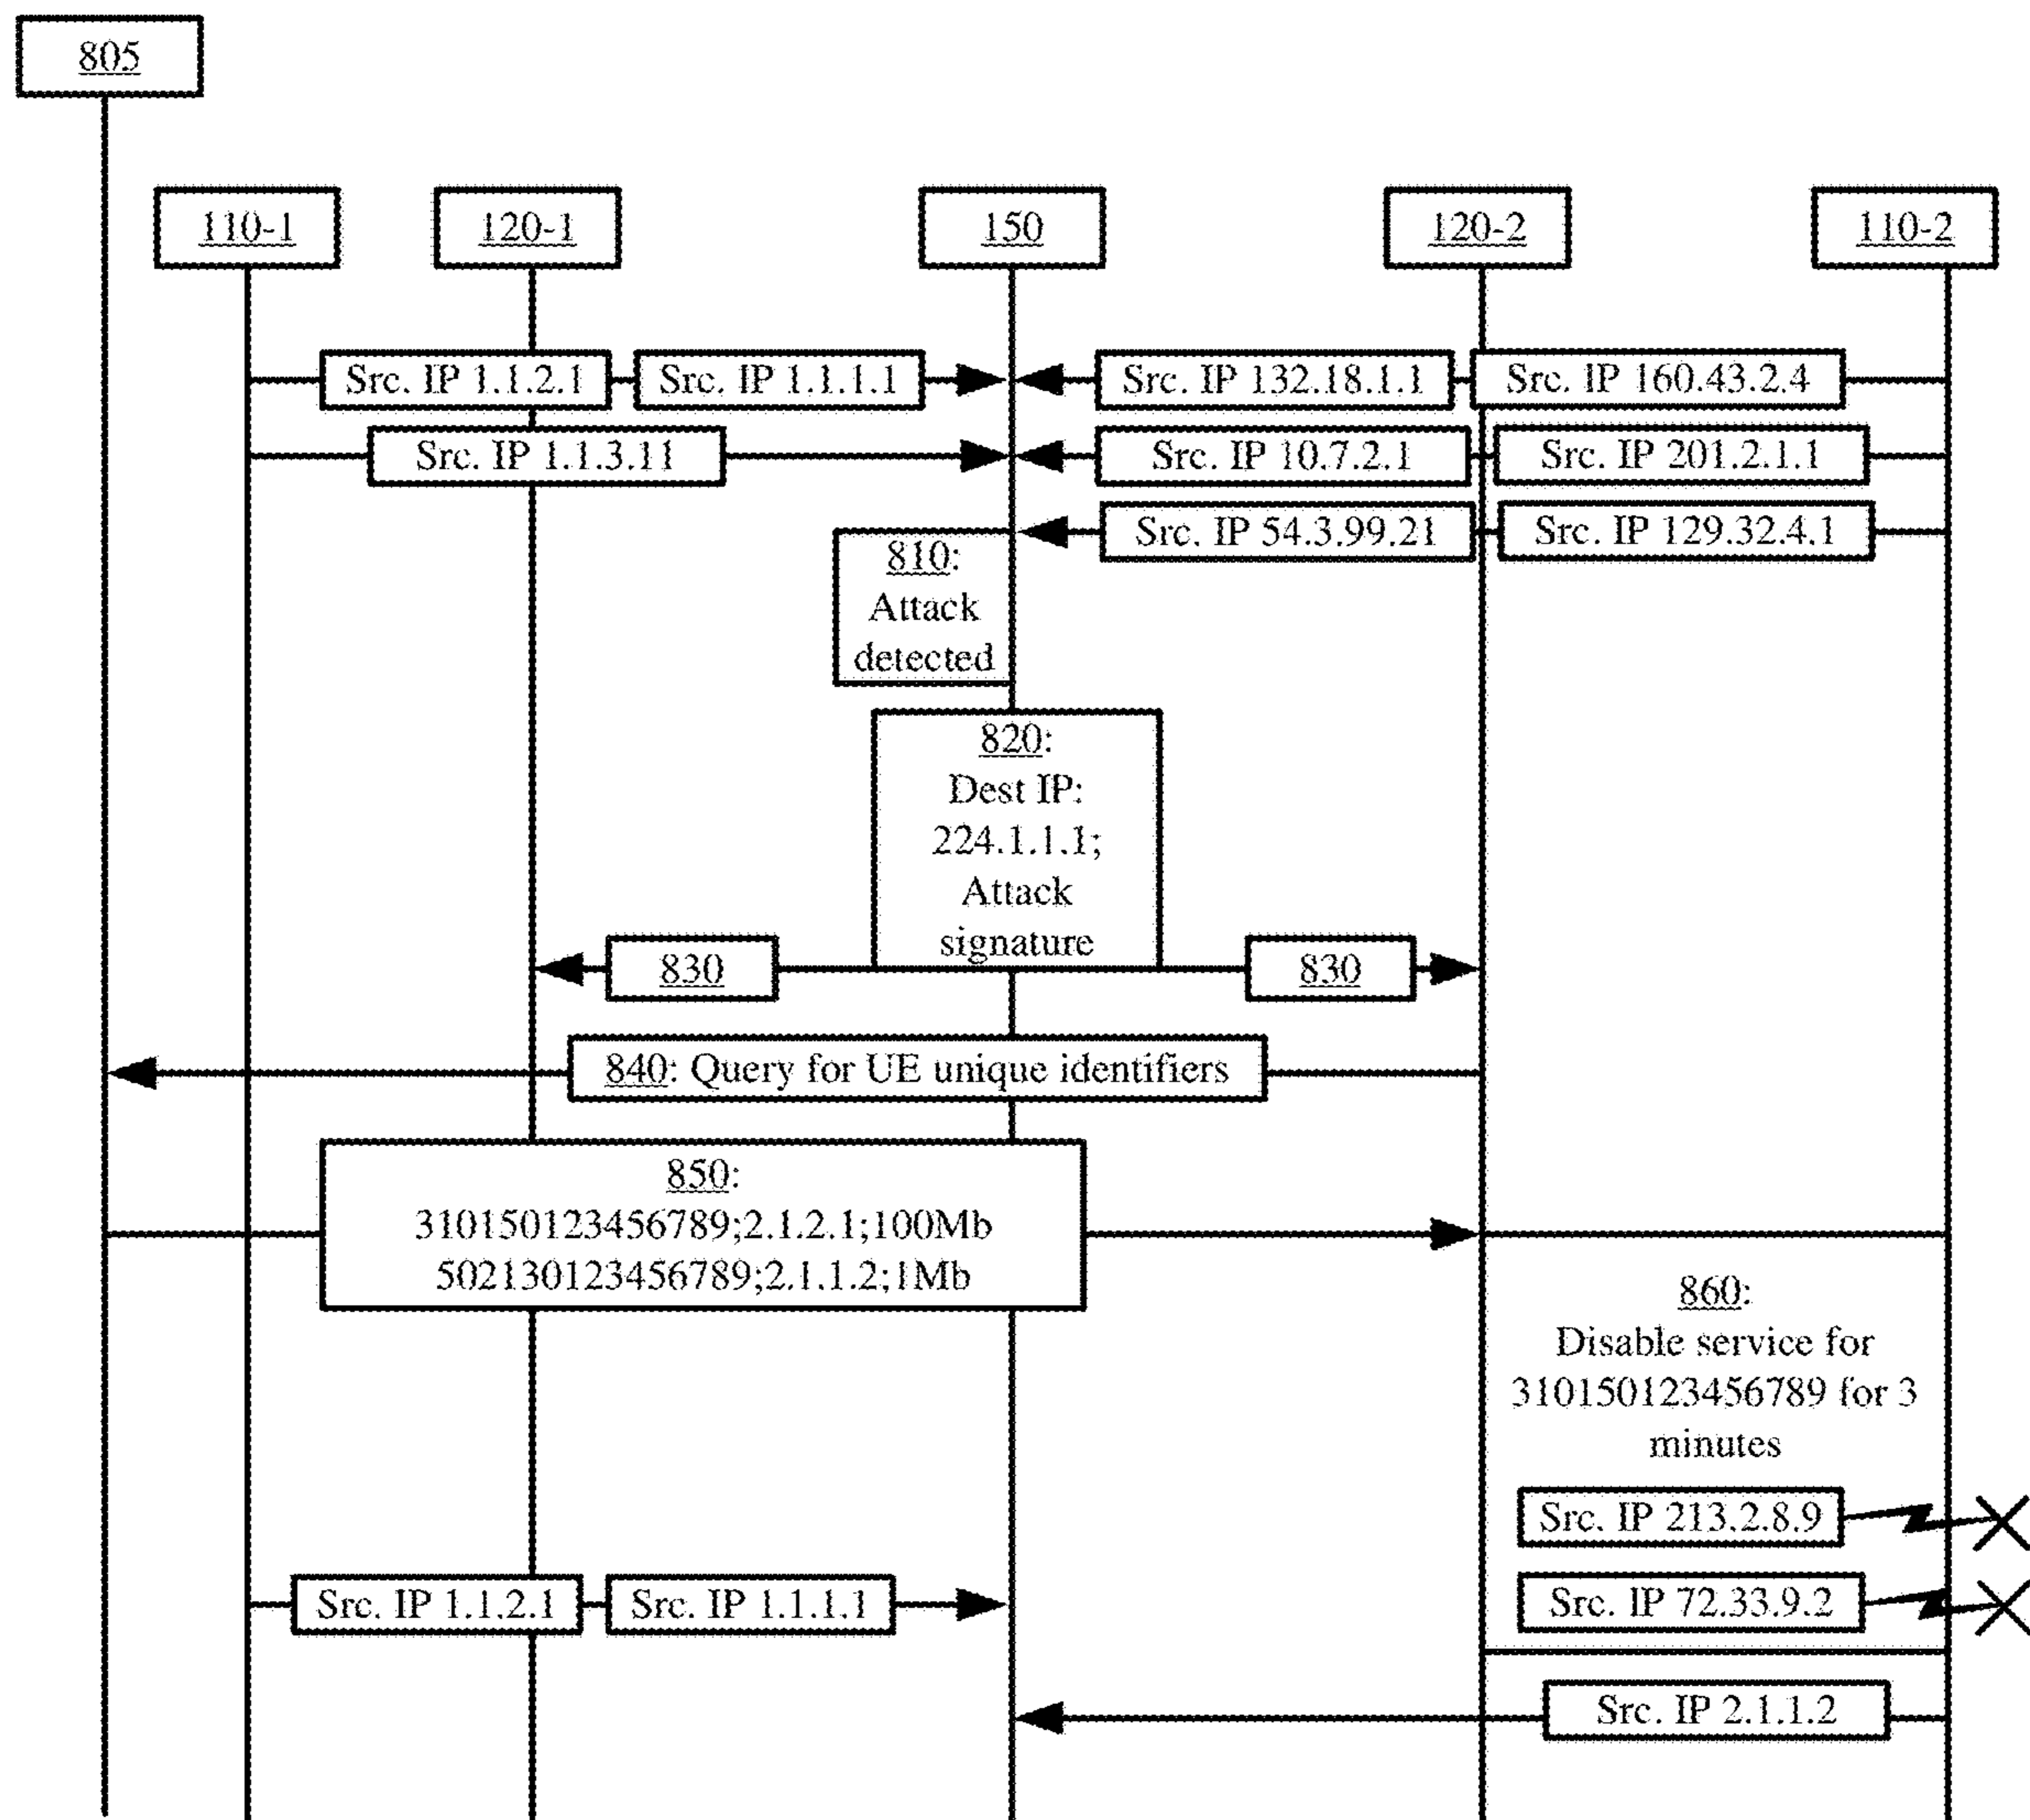 805
110-1
120-1
150
120-2
110-2
Src. IP 1.1.2.1
Src. IP 1.1.1.1
Src. IP 132.18.1.1
Src. IP 160.43.2.4
Src. IP 1.1.3.11
Src. IP 10.7.2.1
Src. IP 201.2.1.1
Src. IP 54.3.99.21
Src. IP 129.32.4.1
810:
Attack
detected
820:
Dest IP:
224.1.1.1;
Attack
signature
830
830
840: Query for UE unique identifiers
850:
310150123456789;2.1.2.1;100Mb
502130123456789;2.1.1.2;1Mb
860:
Disable service for
310150123456789 for 3
minutes
Src. IP 213.2.8.9
Src. IP 1.1.2.1
Src. IP 1.1.1.1
Src. IP 72.33.9.2
Src. IP 2.1.1.2